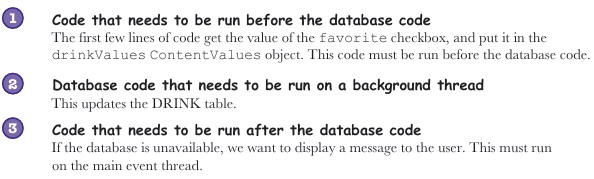 1 Code that needs to be run before the database code
The first few lines of code get the value of the favorite checkbox, and put it in the
drinkValues ContentValues object. This code must be run before the database code.
2 Database code that needs to be run on a background thread
This updates the DRINK table.
3 Code that needs to be run after the database code
If the database is unavailable, we want to display a message to the user. This must run
on the main event thread.